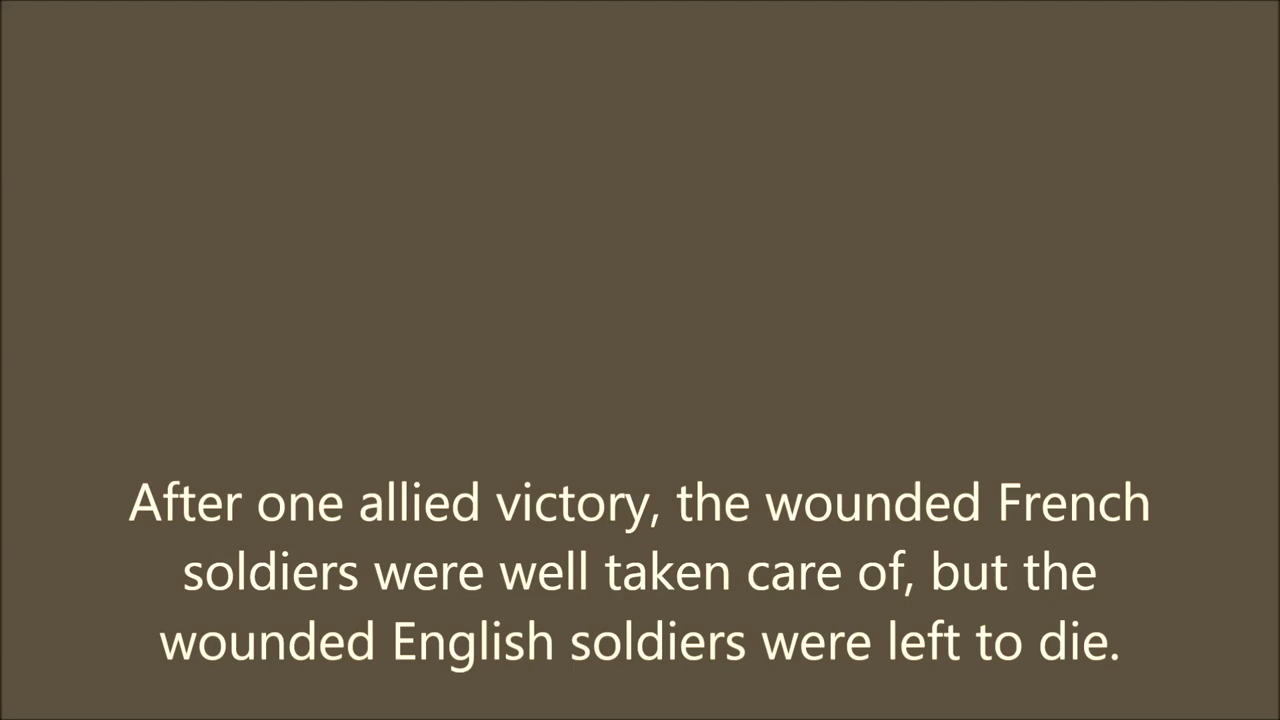 After one allied victory, the wounded French
soldiers were well taken care of, but the
wounded English soldiers were left to die.